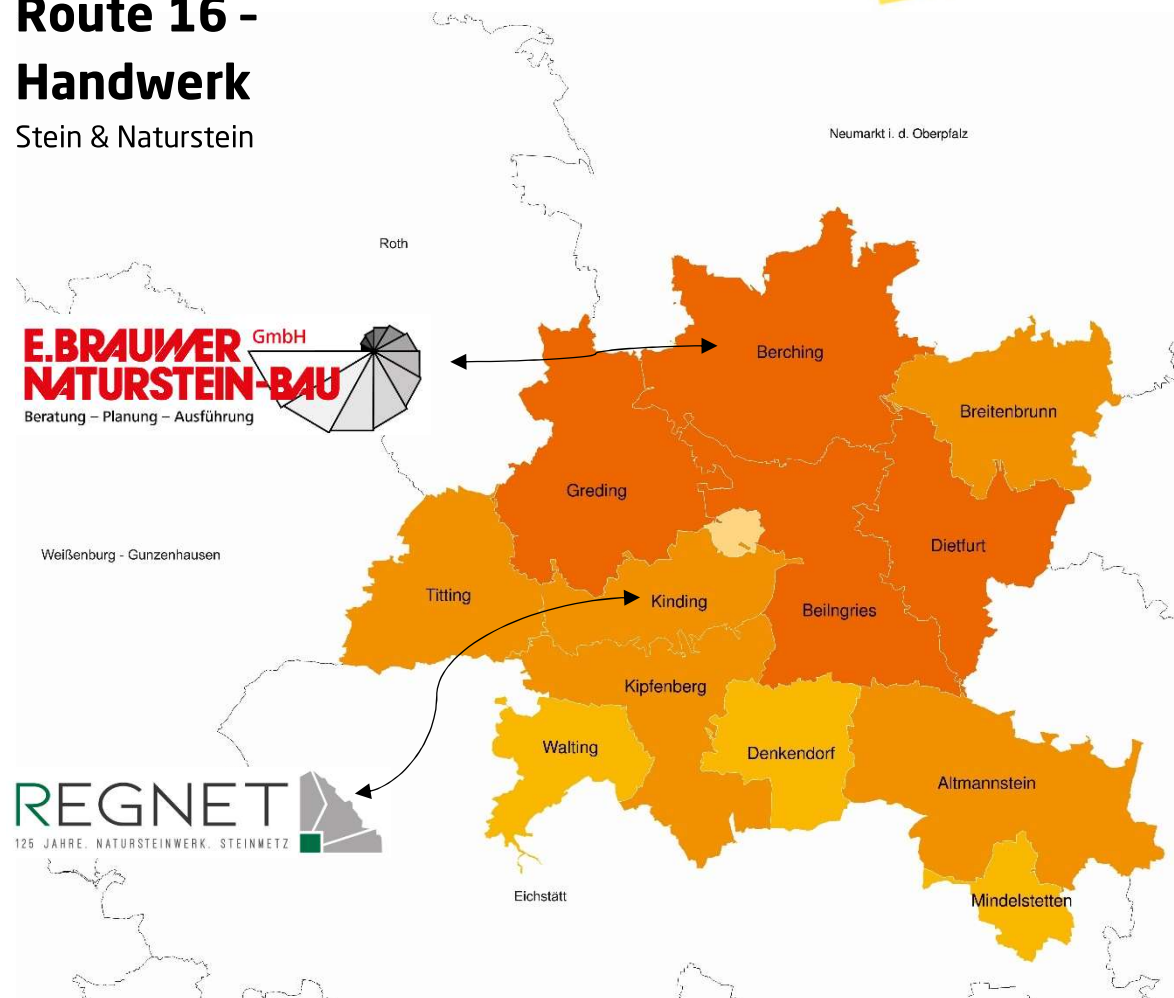 Route 16 –
Handwerk
Stein & Naturstein
Neumarkt i. d. Oberpfalz
Roth
E.BRAUWER GmbH
NATURSTEIN-BAU
Beratung – Planung – Ausführung
Berching
Breitenbrunn
Greding
Weißenburg - Gunzenhausen
Dietfurt
Titting
Kinding
Beilngries
Kipfenberg
Walting
Denkendorf
Altmannstein
REGNET
125 JAHRE. NATURSTEINWERK. STEINMETZ
Eichstätt
Mindelstetten